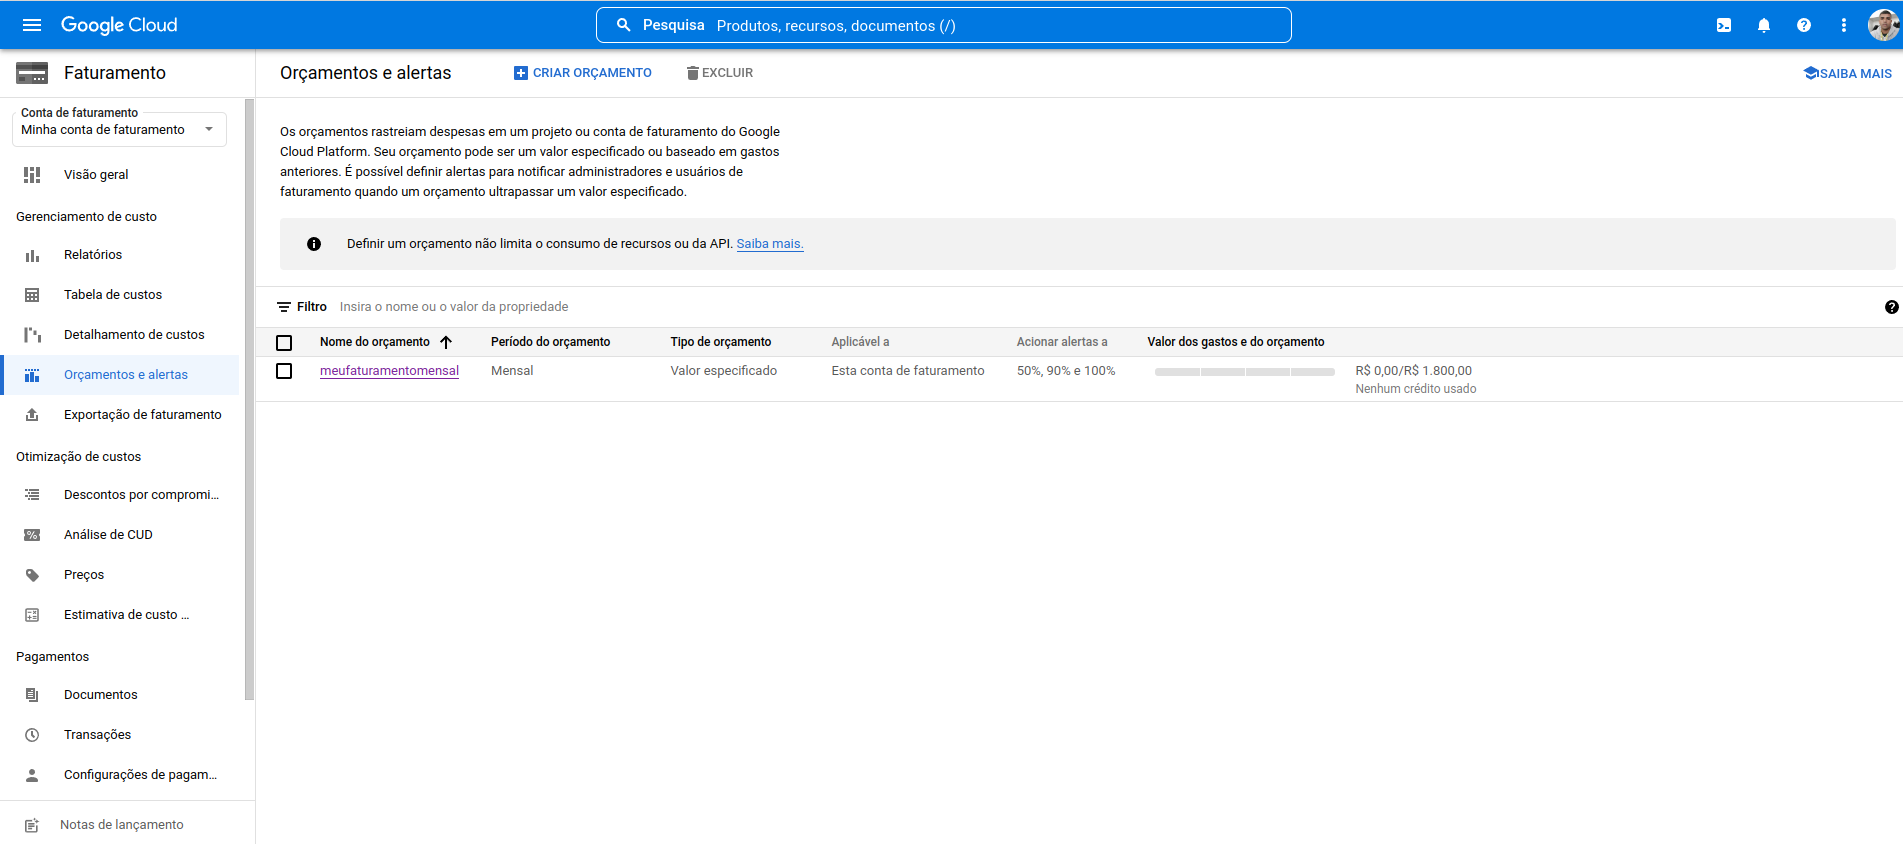 Google Cloud
Pesquisa Produtos, recursos, documentos (/)
Faturamento
Conta de faturamento
Minha conta de faturamento
Visão geral
Gerenciamento de custo
Relatórios
Tabela de custos
Detalhamento de custos
Orçamentos e alertas
Exportação de faturamento
Otimização de custos
Descontos por compromi...
Análise de CUD
Preços
Estimativa de custo ...
Pagamentos
Documentos
Transações
Configurações de pagam...
Notas de lançamento
Orçamentos e alertas
CRIAR ORÇAMENTO
EXCLUIR
SAIBA MAIS
Os orçamentos rastreiam despesas em um projeto ou conta de faturamento do Google
Cloud Platform. Seu orçamento pode ser um valor especificado ou baseado em gastos
anteriores. É possível definir alertas para notificar administradores e usuários de
faturamento quando um orçamento ultrapassar um valor especificado.
Definir um orçamento não limita o consumo de recursos ou da API. Saiba mais.
Filtro Insira o nome ou o valor da propriedade
Nome do orçamento Período do orçamento Tipo de orçamento Aplicável a Acionar alertas a Valor dos gastos e do orçamento
meufaturamentomensal Mensal Valor especificado Esta conta de faturamento 50%, 90% e 100% R$ 0,00/R$ 1.800,00
Nenhum crédito usado